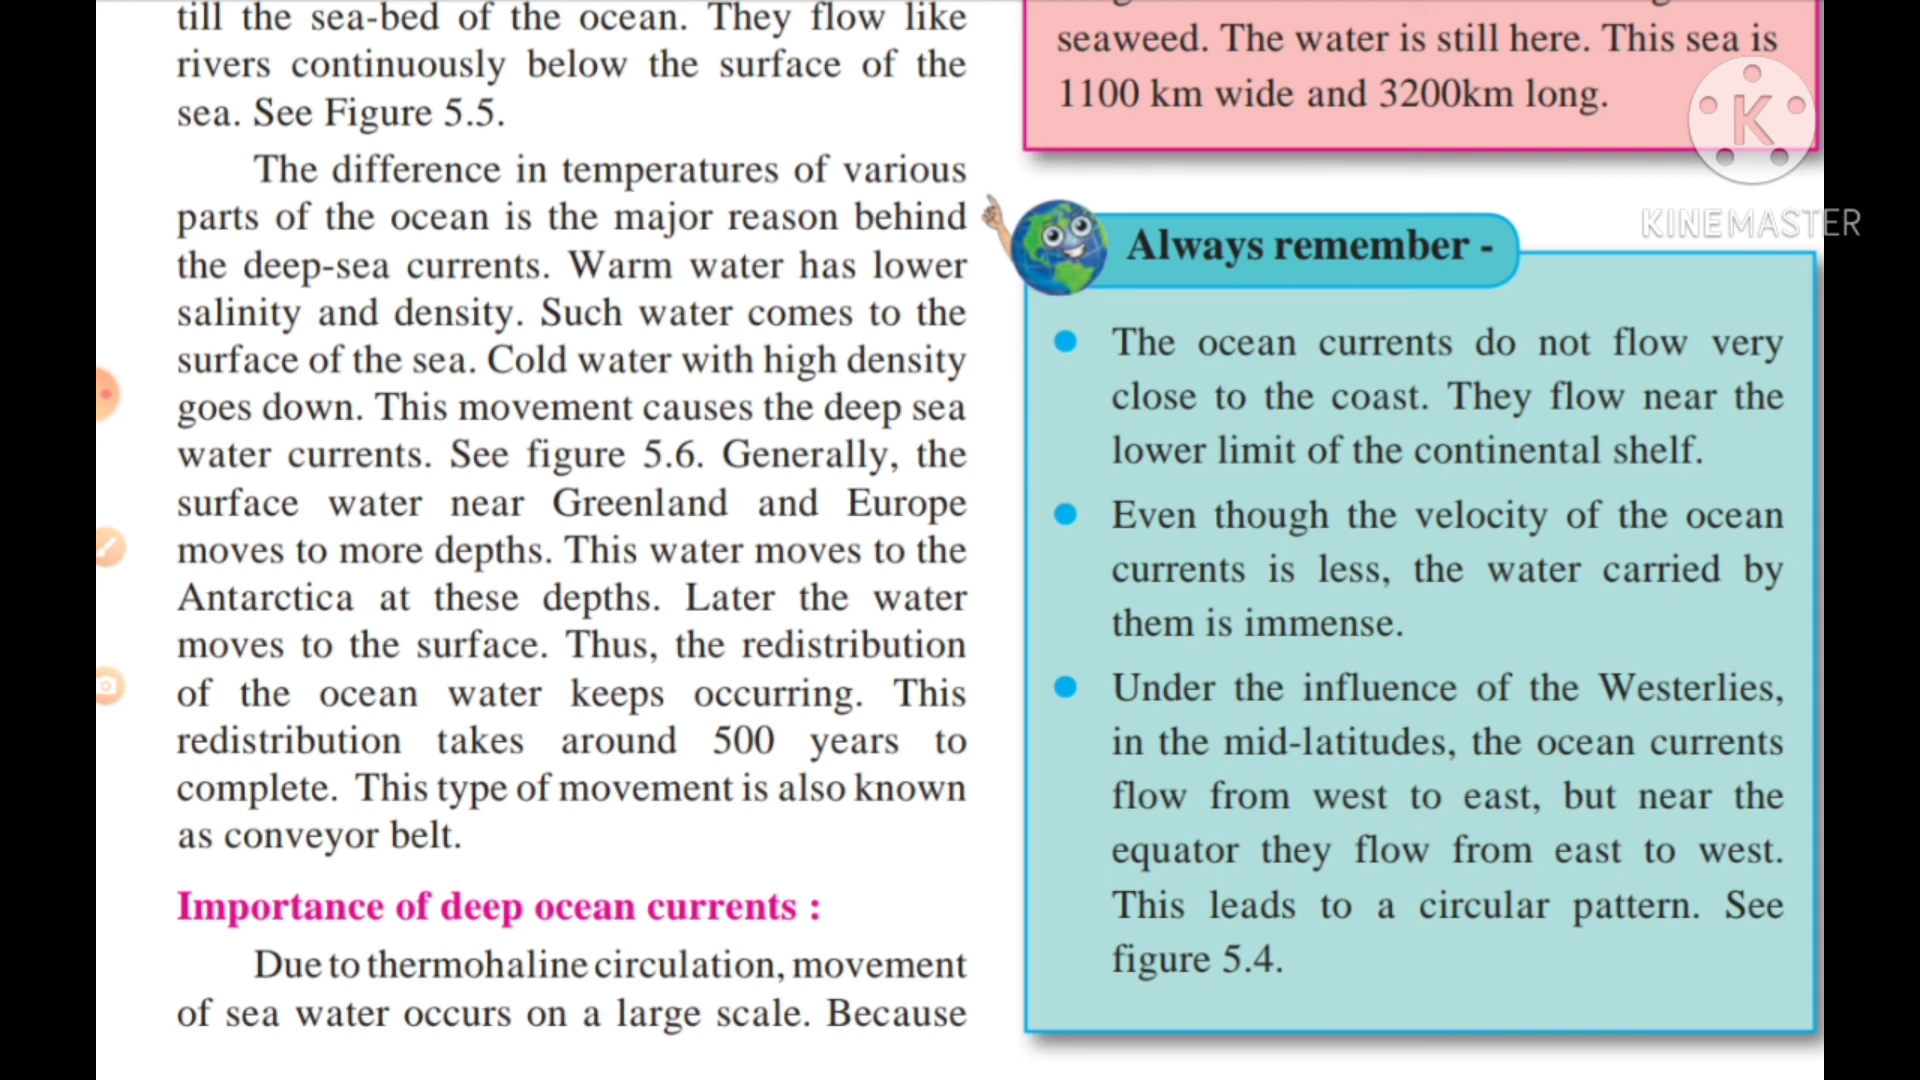 till the sea-bed of the ocean. They flow like
rivers continuously below the surface of the
sea. See Figure 5.5.
The difference in temperatures of various
parts of the ocean is the major reason behind
the deep-sea currents. Warm water has lower
salinity and density. Such water comes to the
surface of the sea. Cold water with high density
goes down. This movement causes the deep sea
water currents. See figure 5.6. Generally, the
surface water near Greenland and Europe
moves to more depths. This water moves to the
Antarctica at these depths. Later the water
moves to the surface. Thus, the redistribution
of the ocean water keeps occurring. This
redistribution takes around 500 years to
complete. This type of movement is also known
as conveyor belt.
Importance of deep ocean currents :
Due to thermohaline circulation, movement
of sea water occurs on a large scale. Because
seaweed. The water is still here. This sea is
1100 km wide and 3200km long.
K
KINEMASTER
Always remember -
The ocean currents do not flow very
close to the coast. They flow near the
lower limit of the continental shelf.
Even though the velocity of the ocean
currents is less, the water carried by
them is immense.
Under the influence of the Westerlies,
in the mid-latitudes, the ocean currents
flow from west to east, but near the
equator they flow from east to west.
This leads to a circular pattern. See
figure 5.4.